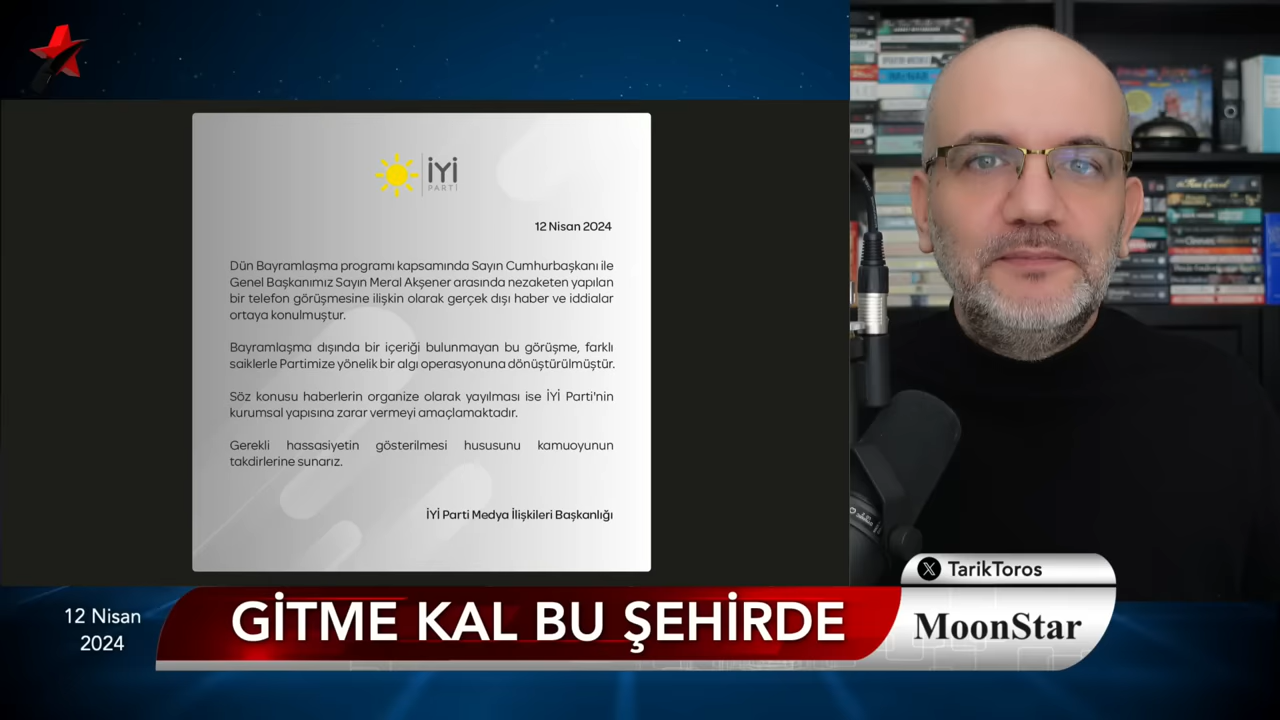 İYİ
PARTİ
12 Nisan 2024
Dün Bayramlaşma programı kapsamında Sayın Cumhurbaşkanı ile
Genel Başkanımız Sayın Meral Akşener arasında nezaketen yapılan
bir telefon görüşmesine ilişkin olarak gerçek dışı haber ve iddialar
ortaya konulmuştur.
Bayramlaşma dışında bir içeriği bulunmayan bu görüşme, farklı
saiklerle Partimize yönelik bir algı operasyonuna dönüştürülmüştür.
Söz konusu haberlerin organize olarak yayılması ise İYİ Parti'nin
kurumsal yapısına zarar vermeyi amaçlamaktadır.
Gerekli hassasiyetin gösterilmesi hususunu kamuoyunun
takdirlerine sunarız.
İYİ Parti Medya İlişkileri Başkanlığı
TarikToros
12 Nisan
2024
GİTME KAL BU ŞEHİRDE
MoonStar